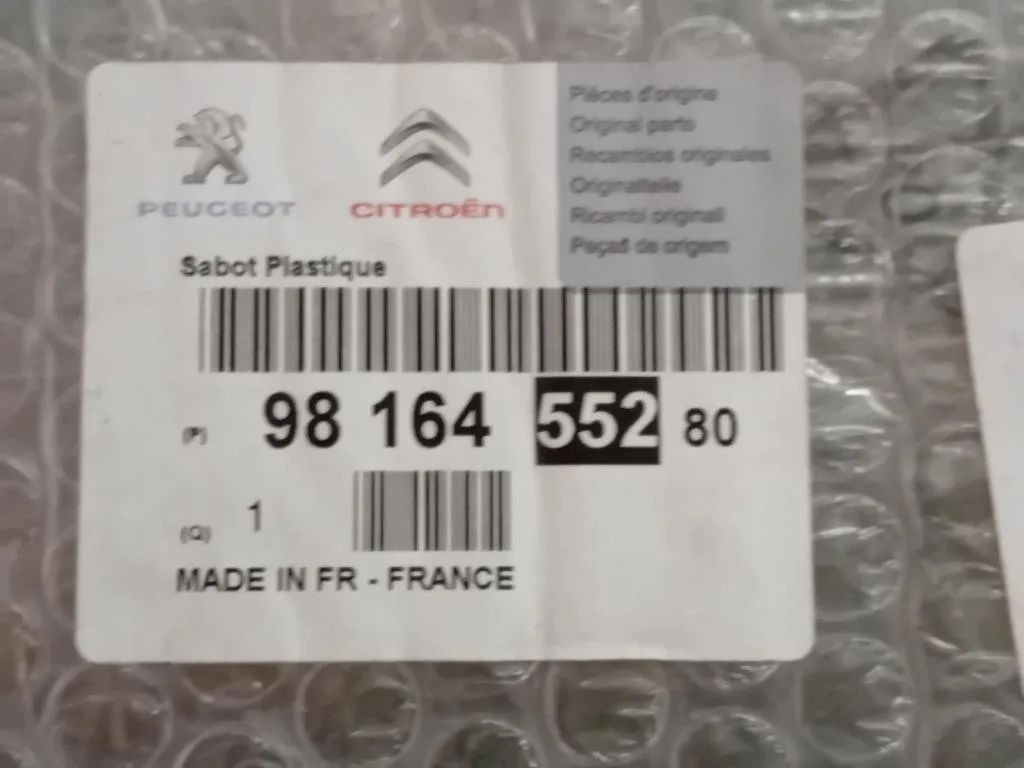 PEUGEOT
CITROËN
Pièces d'origine
Original parts
Recambios originales
Originalteile
Ricambi originali
Peças de origem
Sabot Plastique
(P) 98 164 552 80
(Q) 1
MADE IN FR - FRANCE